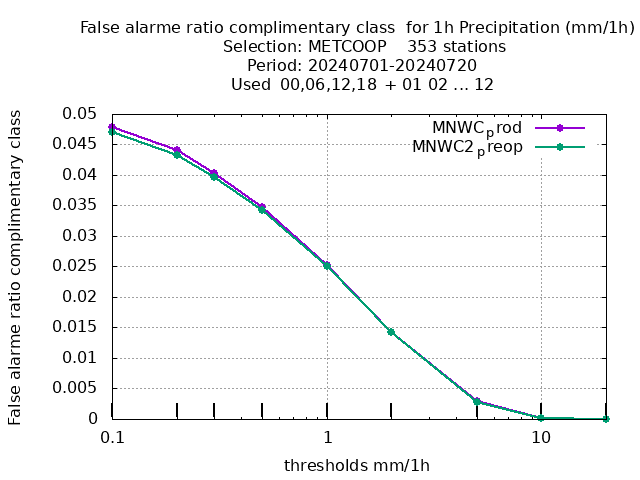 False alarme ratio complimentary class  for 1h Precipitation (mm/1h)
Selection: METCOOP    353 stations
Period: 20240701-20240720
Used  00,06,12,18  + 01 02 ... 12
MNWCprod
MNWC2preop
False alarme ratio complimentary class
0.05
0.045
0.04
0.035
0.03
0.025
0.02
0.015
0.01
0.005
0
0.1 1 10
thresholds mm/1h